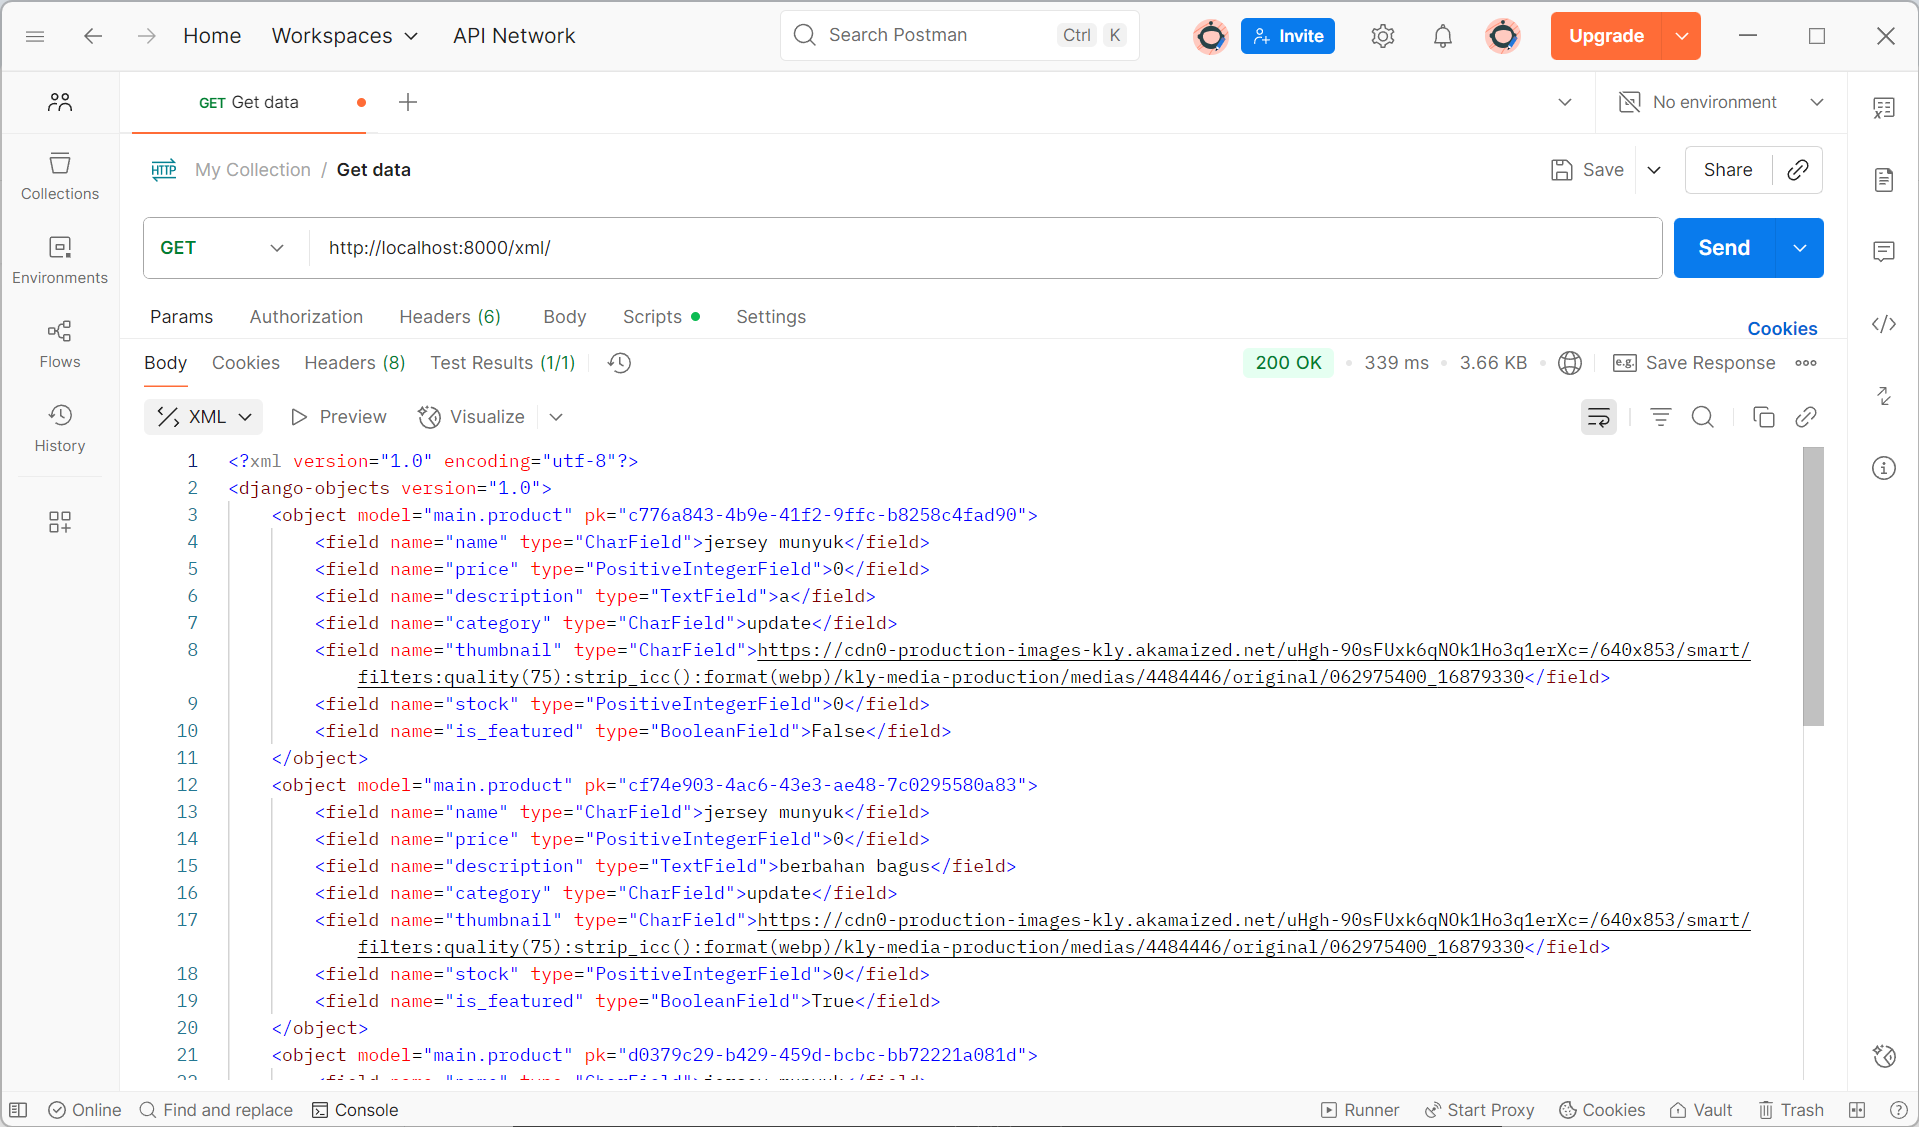 Home Workspaces API Network Search Postman Ctrl K Invite Upgrade
GET Get data No environment
HTTP My Collection / Get data Save Share
Collections
Environments
Flows
History
GET http://localhost:8000/xml/ Send
Params Authorization Headers (6) Body Scripts Settings Cookies
Body Cookies Headers (8) Test Results (1/1) 200 OK 339 ms 3.66 KB e.g. Save Response
XML Preview Visualize
1 <?xml version="1.0" encoding="utf-8"?>
2 <django-objects version="1.0">
3 <object model="main.product" pk="c776a843-4b9e-41f2-9ffc-b8258c4fad90">
4 <field name="name" type="CharField">jersey munyuk</field>
5 <field name="price" type="PositiveIntegerField">0</field>
6 <field name="description" type="TextField">a</field>
7 <field name="category" type="CharField">update</field>
8 <field name="thumbnail" type="CharField">https://cdn0-production-images-kly.akamaized.net/uHgh-90sFUxk6qNOk1Ho3q1erXc=/640x853/smart/
filters:quality(75):strip_icc():format(webp)/kly-media-production/medias/4484446/original/062975400_16879330</field>
9 <field name="stock" type="PositiveIntegerField">0</field>
10 <field name="is_featured" type="BooleanField">False</field>
11 </object>
12 <object model="main.product" pk="cf74e903-4ac6-43e3-ae48-7c0295580a83">
13 <field name="name" type="CharField">jersey munyuk</field>
14 <field name="price" type="PositiveIntegerField">0</field>
15 <field name="description" type="TextField">berbahan bagus</field>
16 <field name="category" type="CharField">update</field>
17 <field name="thumbnail" type="CharField">https://cdn0-production-images-kly.akamaized.net/uHgh-90sFUxk6qNOk1Ho3q1erXc=/640x853/smart/
filters:quality(75):strip_icc():format(webp)/kly-media-production/medias/4484446/original/062975400_16879330</field>
18 <field name="stock" type="PositiveIntegerField">0</field>
19 <field name="is_featured" type="BooleanField">True</field>
20 </object>
21 <object model="main.product" pk="d0379c29-b429-459d-bcbc-bb72221a081d">
Online Find and replace Console Runner Start Proxy Cookies Vault Trash